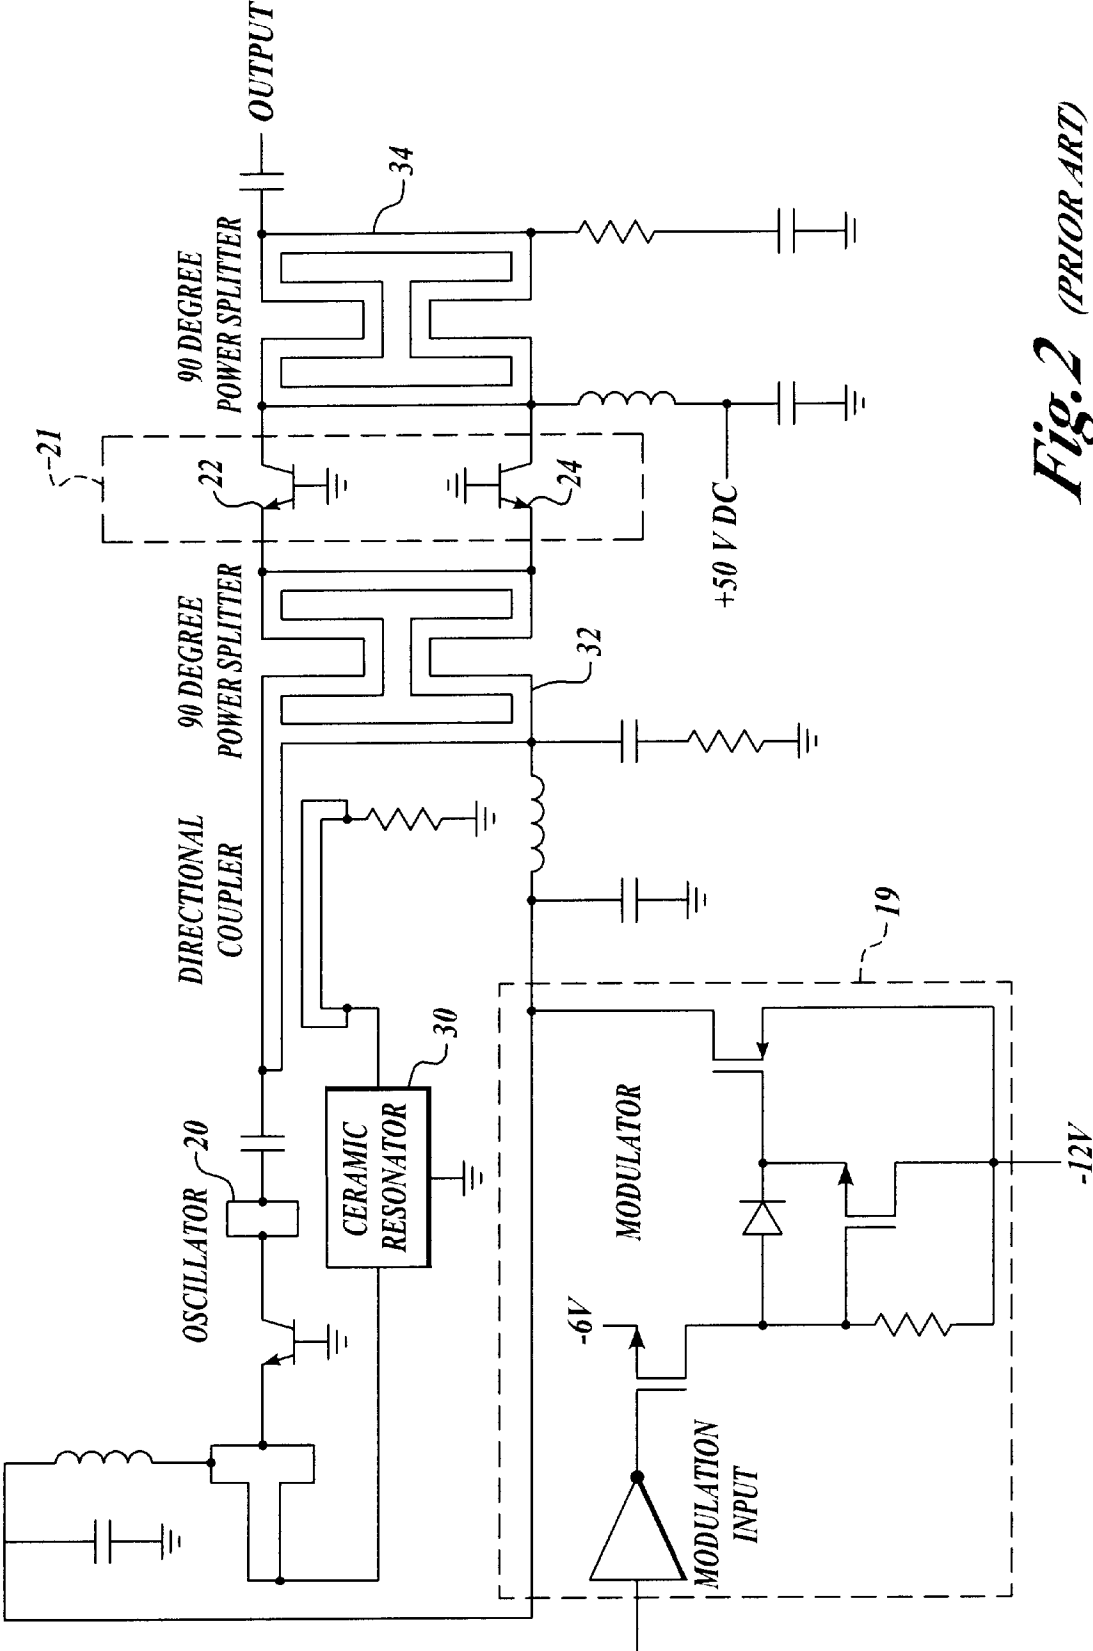 OUTPUT
90 DEGREE
POWER SPLITTER
34
21
22
24
+50 V DC
90 DEGREE
POWER SPLITTER
32
DIRECTIONAL
COUPLER
OSCILLATOR
20
CERAMIC
RESONATOR
30
19
MODULATOR
-6V
-12V
MODULATION
INPUT
Fig.2 (PRIOR ART)